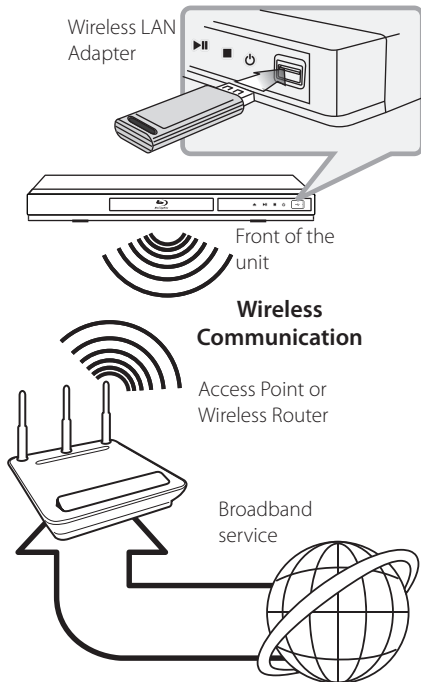 Wireless LAN
Adapter
Front of the
unit
Wireless
Communication
Access Point or
Wireless Router
Broadband
service